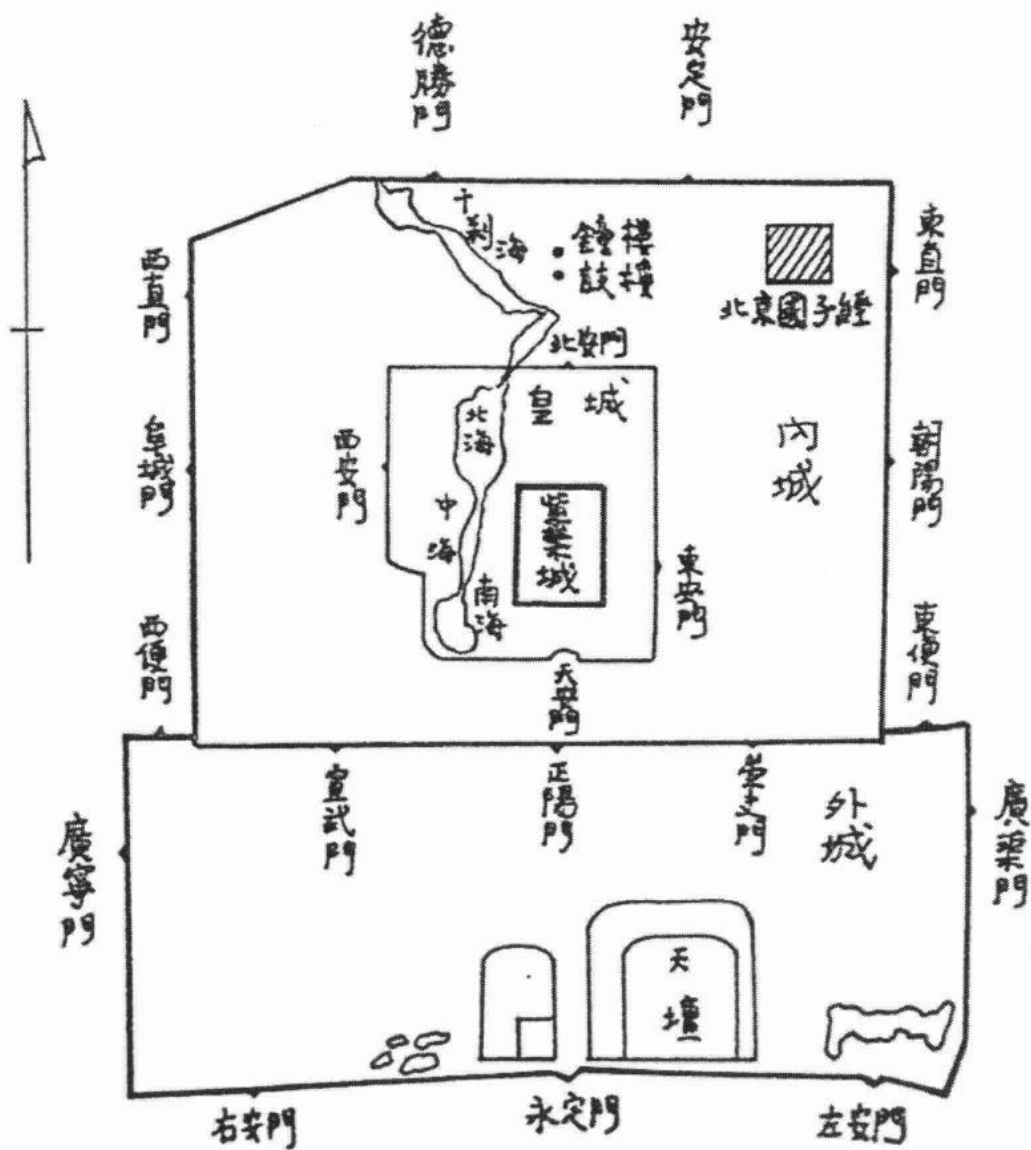 德勝門
安定門
西直門
十刹海
鐘樓
鼓樓
東直門
北京國子經
北安門
皇城
北海
內城
阜城門
西安門
中海
紫禁城
朝陽門
南海
東安門
西便門
東便門
天安門
宣武門
正陽門
崇文門
外城
廣寧門
廣渠門
天壇
右安門
永定門
左安門